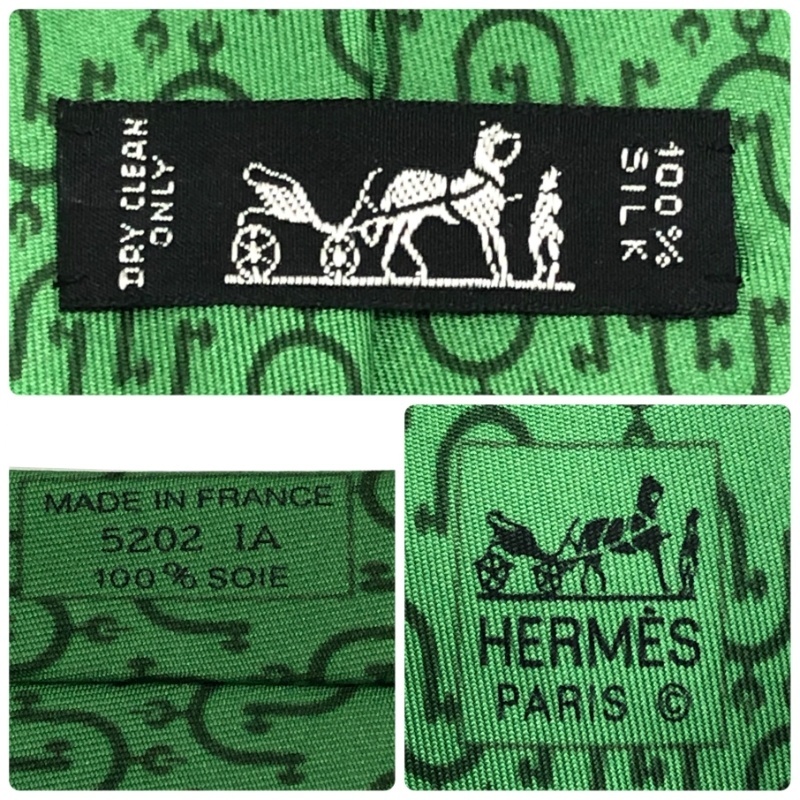 DRY CLEAN
ONLY
100%
SILK
MADE IN FRANCE
5202 IA
100% SOIE
HERMÈS
PARIS ©